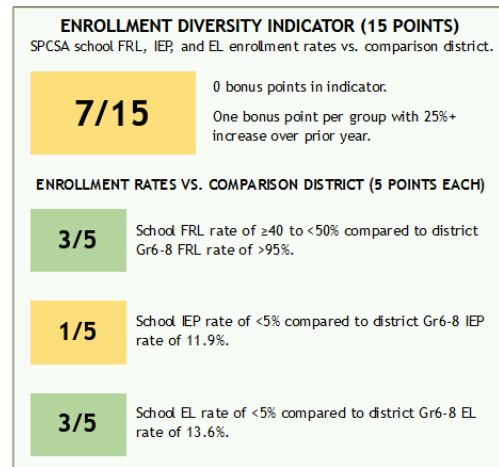 ENROLLMENT DIVERSITY INDICATOR (15 POINTS)
SPCSA school FRL, IEP, and EL enrollment rates vs. comparison district.
7/15
0 bonus points in indicator.
One bonus point per group with 25%+
increase over prior year.
ENROLLMENT RATES VS. COMPARISON DISTRICT (5 POINTS EACH)
3/5
School FRL rate of ≥40 to <50% compared to district
Gr6-8 FRL rate of >95%.
1/5
School IEP rate of <5% compared to district Gr6-8 IEP
rate of 11.9%.
3/5
School EL rate of <5% compared to district Gr6-8 EL
rate of 13.6%.